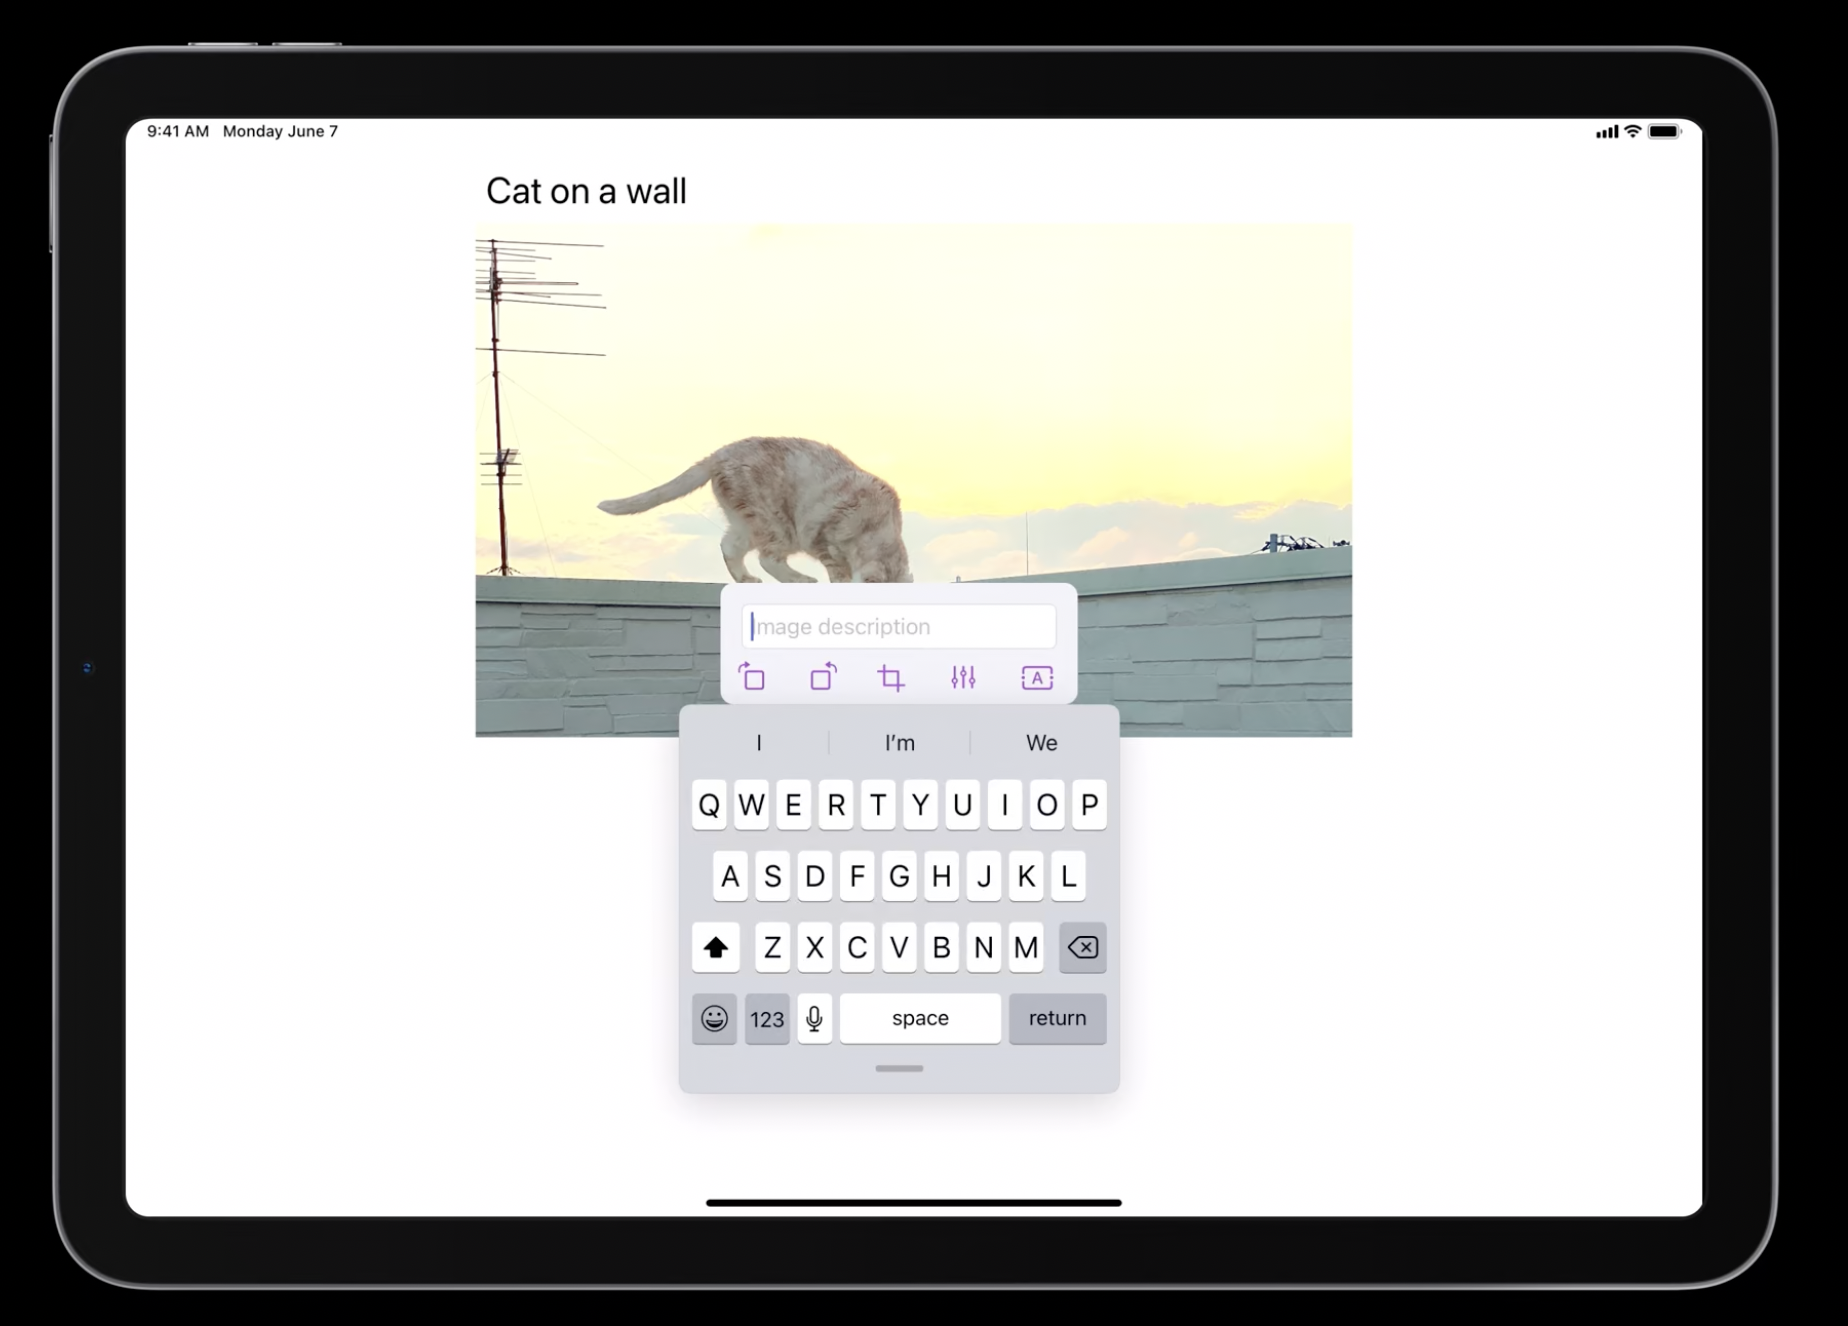 9:41 AM Monday June 7
Cat on a wall
Image description
A
I I'm We
Q W E R T Y U I O P
A S D F G H J K L
Z X C V B N M
123 space return